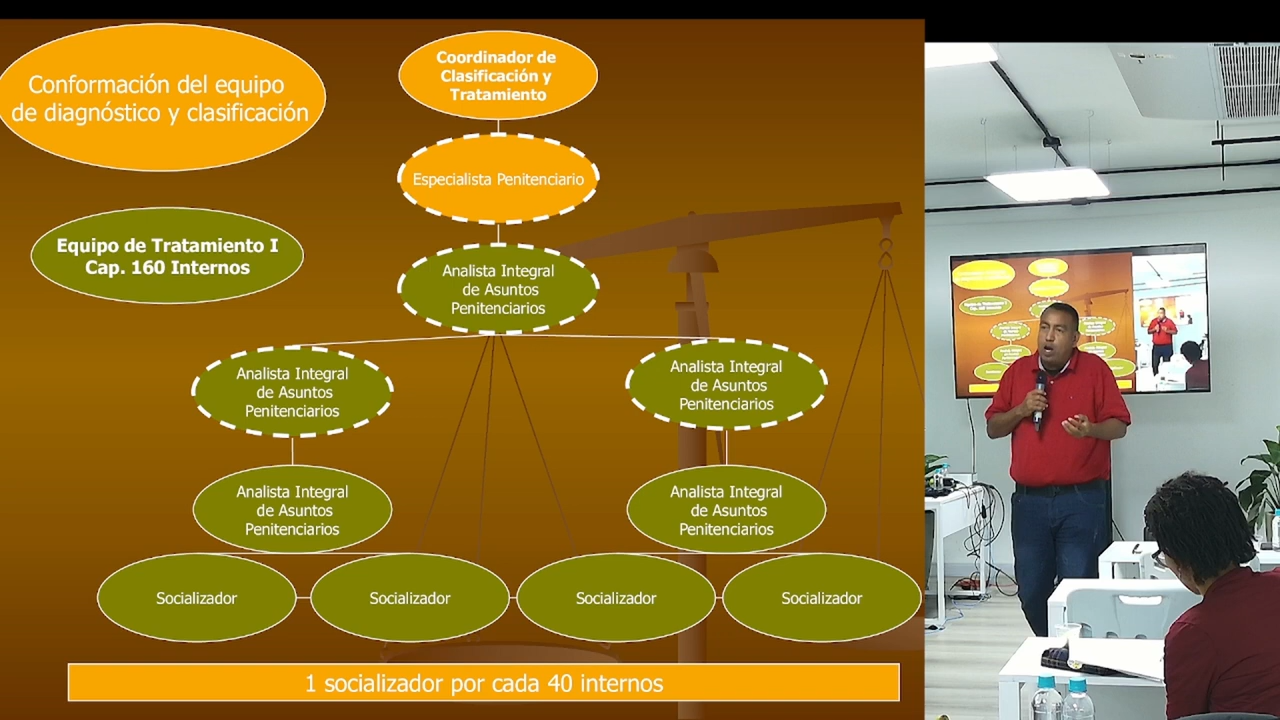 Conformación del equipo
de diagnóstico y clasificación
Coordinador de
Clasificación y
Tratamiento
Especialista Penitenciario
Equipo de Tratamiento I
Cap. 160 Internos
Analista Integral
de Asuntos
Penitenciarios
Analista Integral
de Asuntos
Penitenciarios
Analista Integral
de Asuntos
Penitenciarios
Analista Integral
de Asuntos
Penitenciarios
Analista Integral
de Asuntos
Penitenciarios
Socializador
Socializador
Socializador
Socializador
1 socializador por cada 40 internos